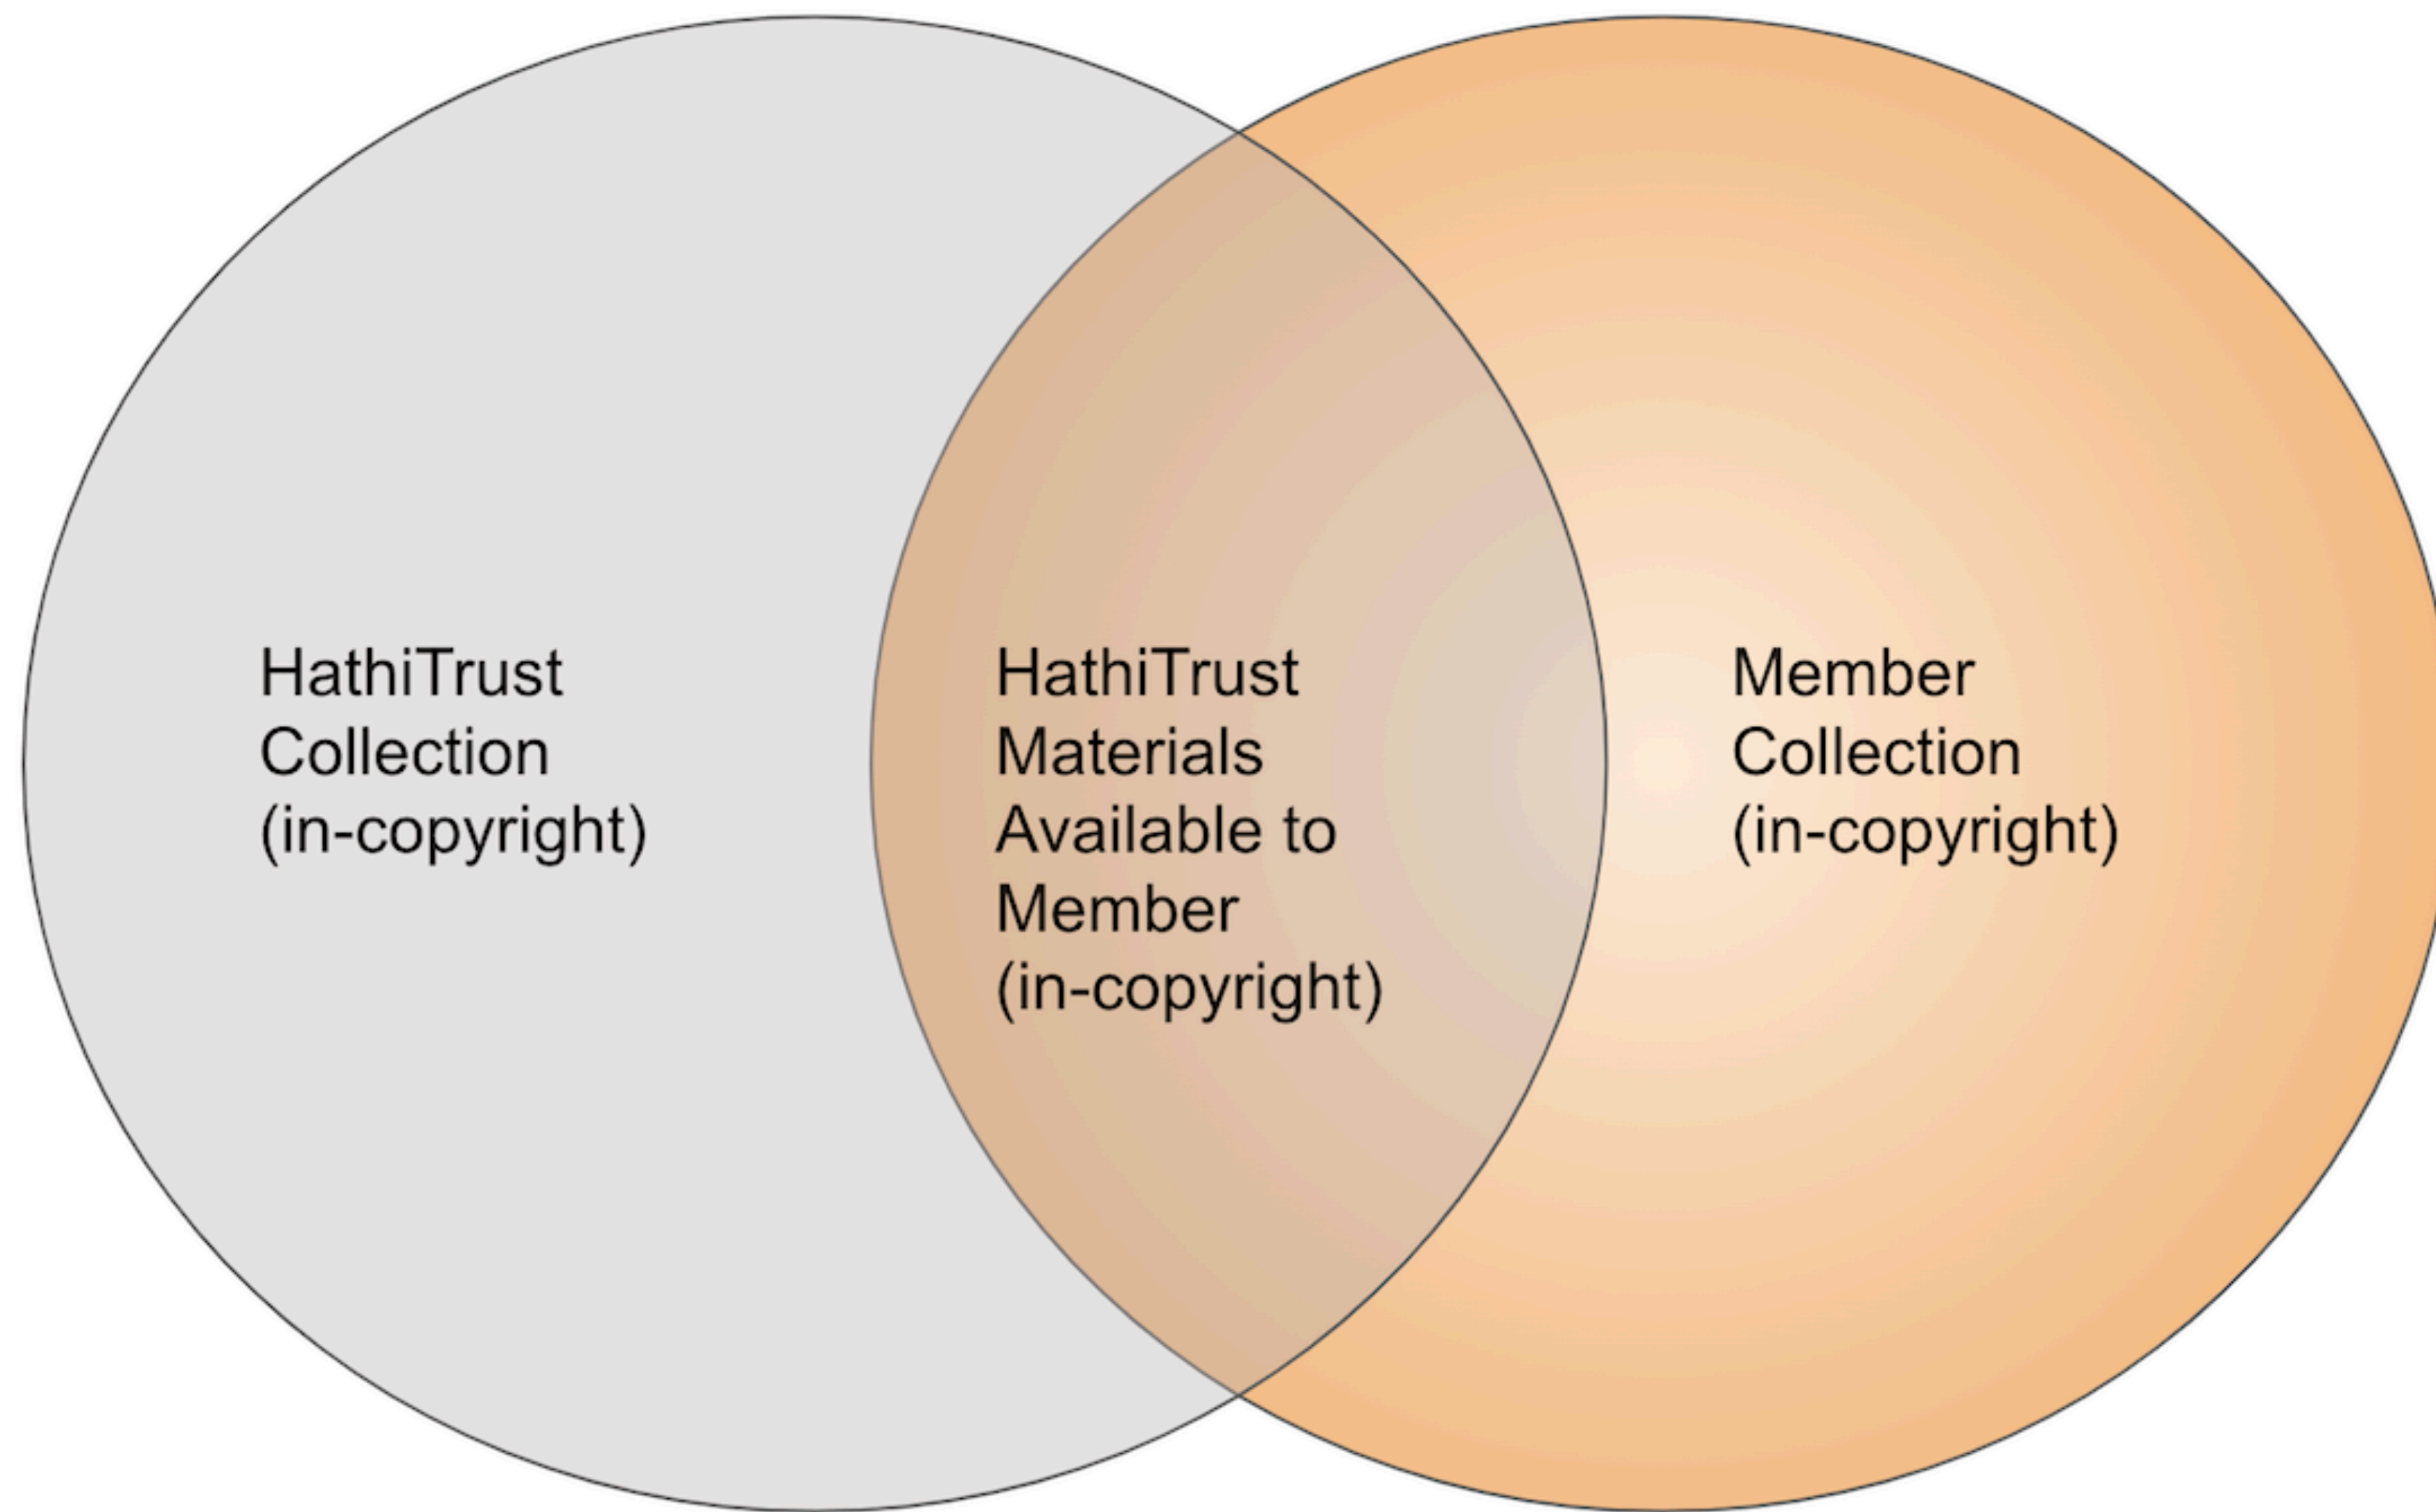 HathiTrust
Collection
(in-copyright)
HathiTrust
Materials
Available to
Member
(in-copyright)
Member
Collection
(in-copyright)